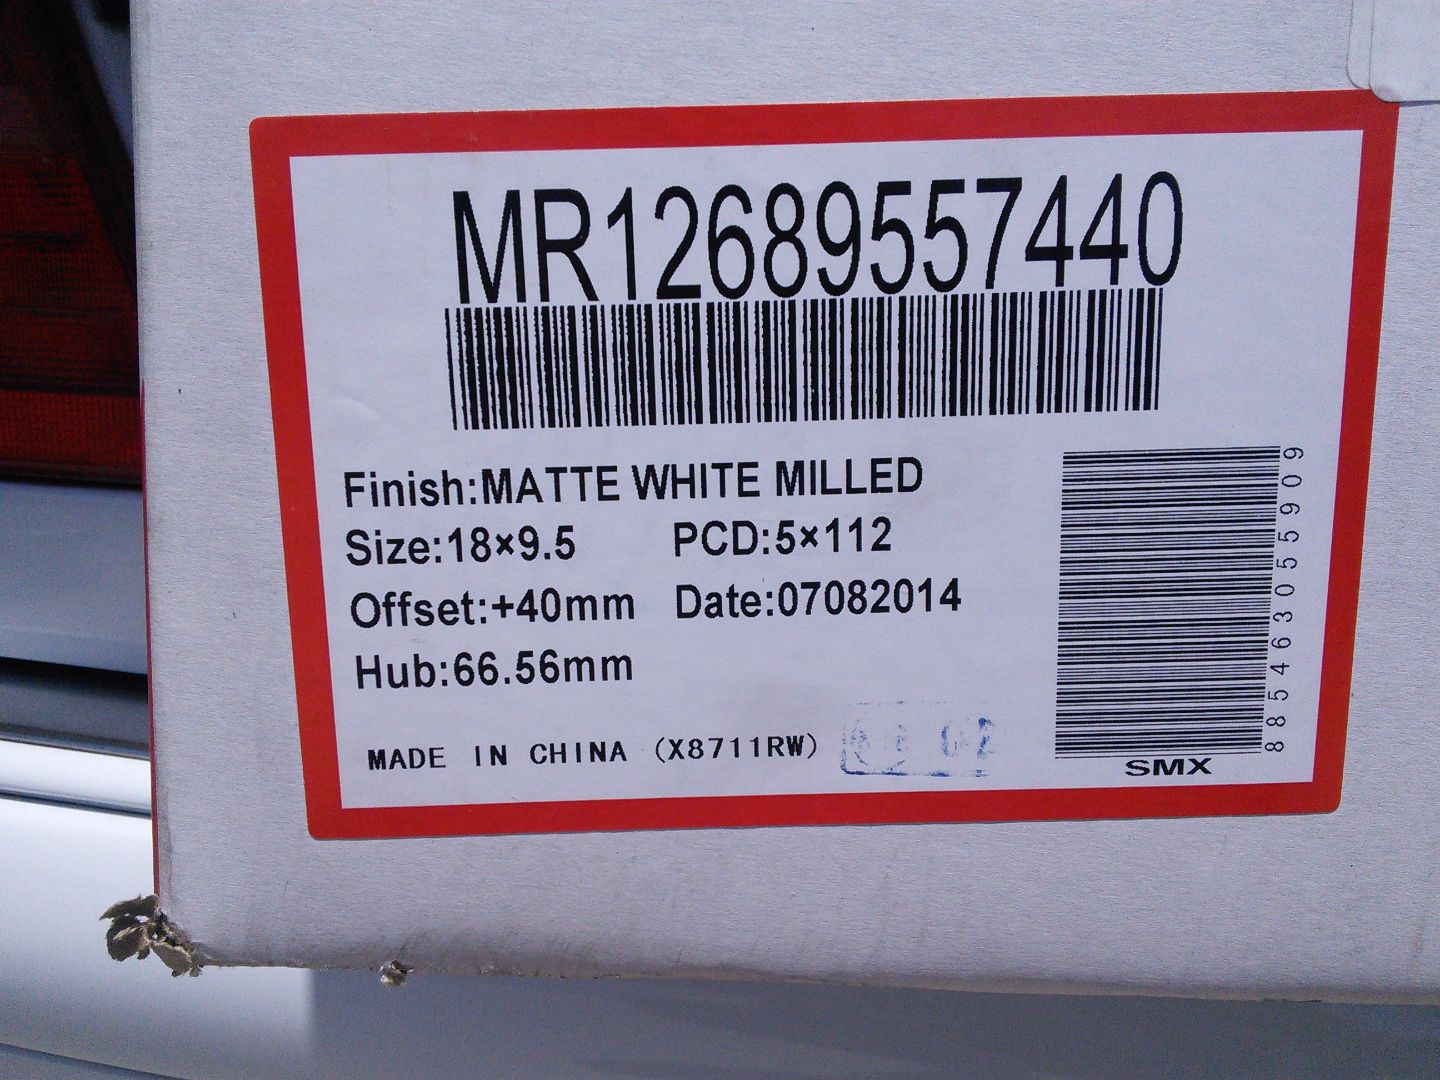 MR12689557440
Finish:MATTE WHITE MILLED
Size:18×9.5 PCD:5×112
Offset:+40mm Date:07082014
Hub:66.56mm
MADE IN CHINA (X8711RW)
885463055909
SMX